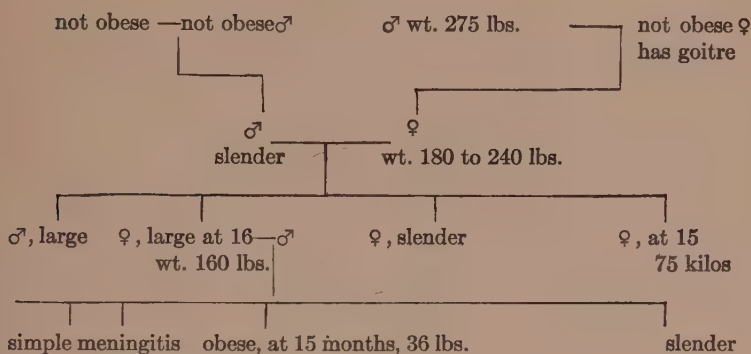 not obese —not obese♂ ♂ wt. 275 lbs. not obese ♀
has goitre
♂ ♀
slender wt. 180 to 240 lbs.
♂, large ♀, large at 16—♂ ♀, slender ♀, at 15
wt. 160 lbs. 75 kilos
simple meningitis obese, at 15 months, 36 lbs. slender